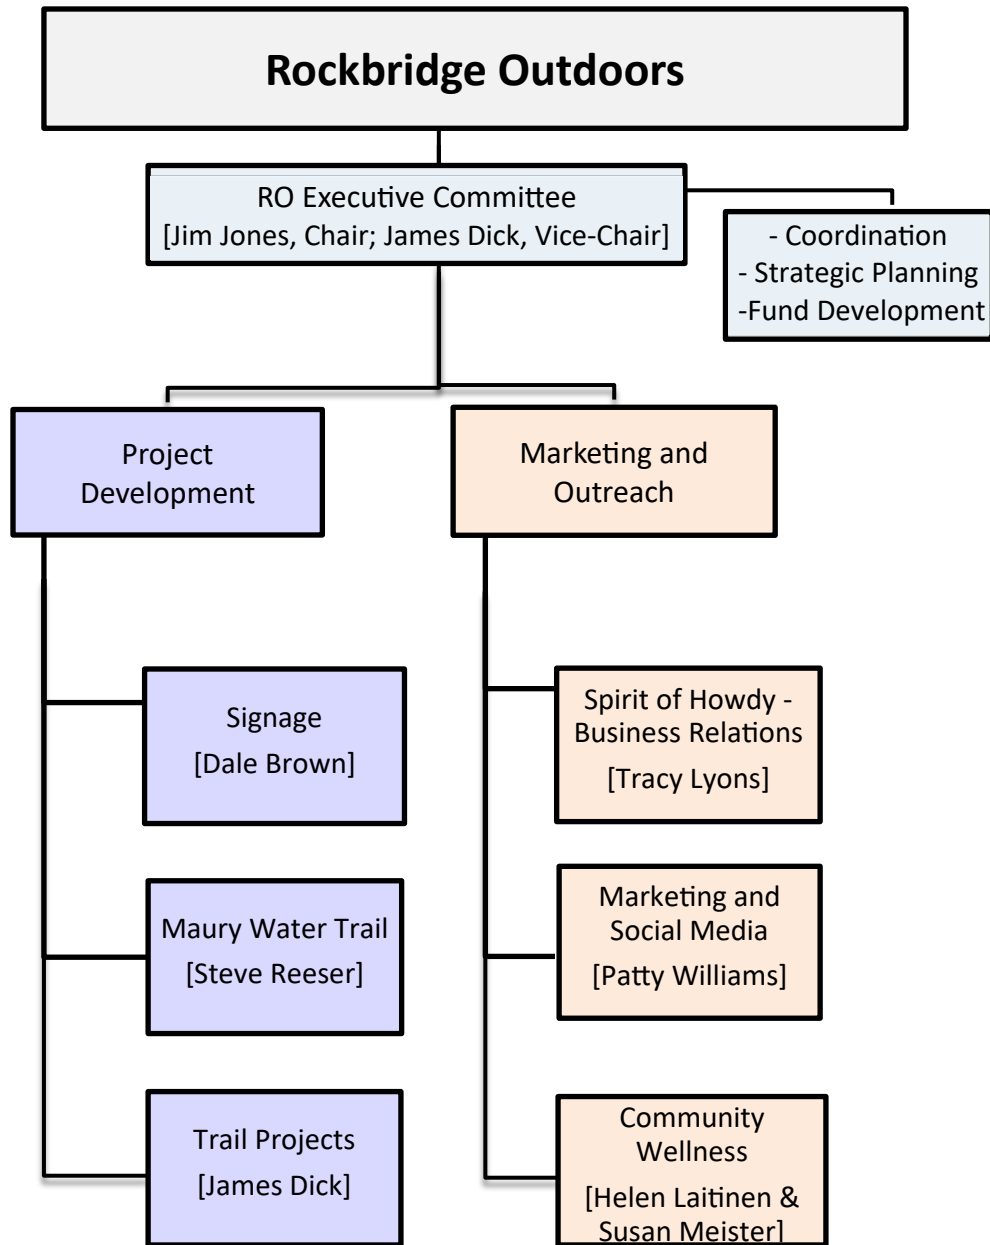 Rockbridge Outdoors
RO Executive Committee
[Jim Jones, Chair; James Dick, Vice-Chair]
- Coordination
- Strategic Planning
-Fund Development
Project
Development
Marketing and
Outreach
Signage
[Dale Brown]
Spirit of Howdy -
Business Relations
[Tracy Lyons]
Maury Water Trail
[Steve Reeser]
Marketing and
Social Media
[Patty Williams]
Trail Projects
[James Dick]
Community
Wellness
[Helen Laitinen &
Susan Meister]